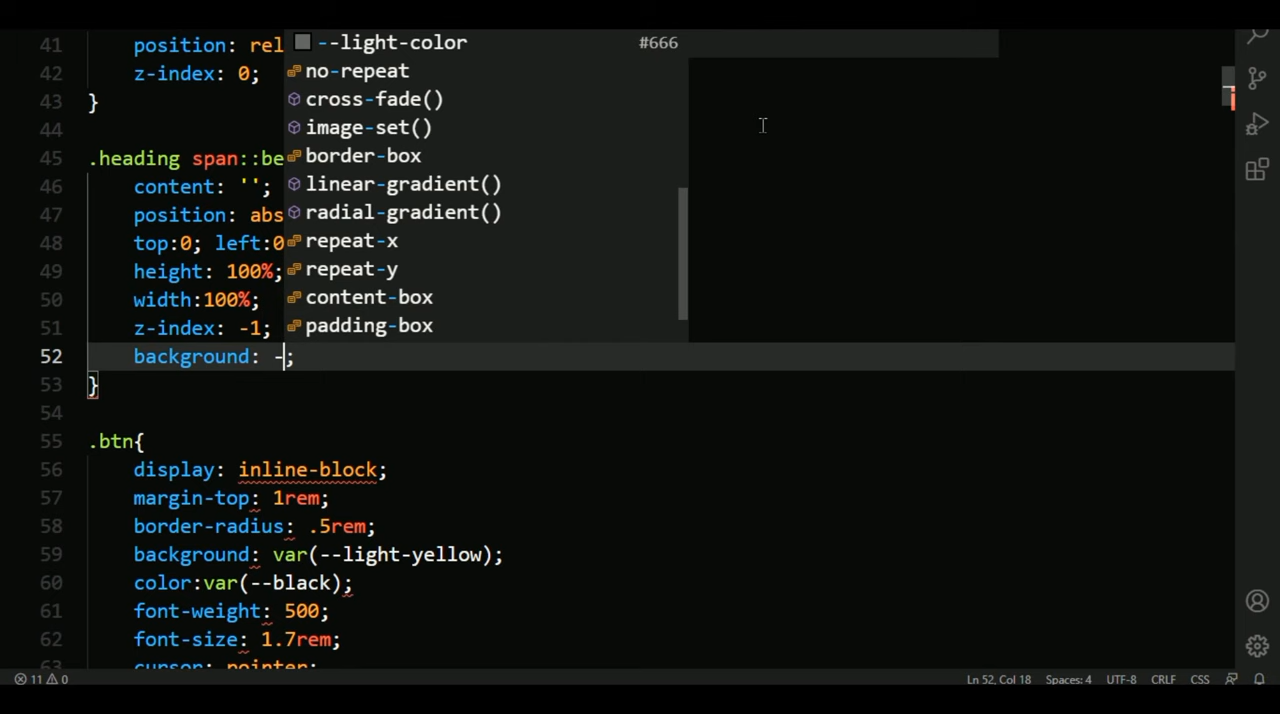 41 position: rel --light-color #666
42 z-index: 0; no-repeat
43 } cross-fade()
44 image-set()
45 .heading span::be border-box
46 content: ''; linear-gradient()
47 position: abs radial-gradient()
48 top:0; left:0 repeat-x
49 height: 100%; repeat-y
50 width:100%; content-box
51 z-index: -1; padding-box
52 background: -;
53 }
54
55 .btn{
56 display: inline-block;
57 margin-top: 1rem;
58 border-radius: .5rem;
59 background: var(--light-yellow);
60 color:var(--black);
61 font-weight: 500;
62 font-size: 1.7rem;
63 cursor: pointer;
11 0 Ln 52, Col 18 Spaces: 4 UTF-8 CRLF CSS